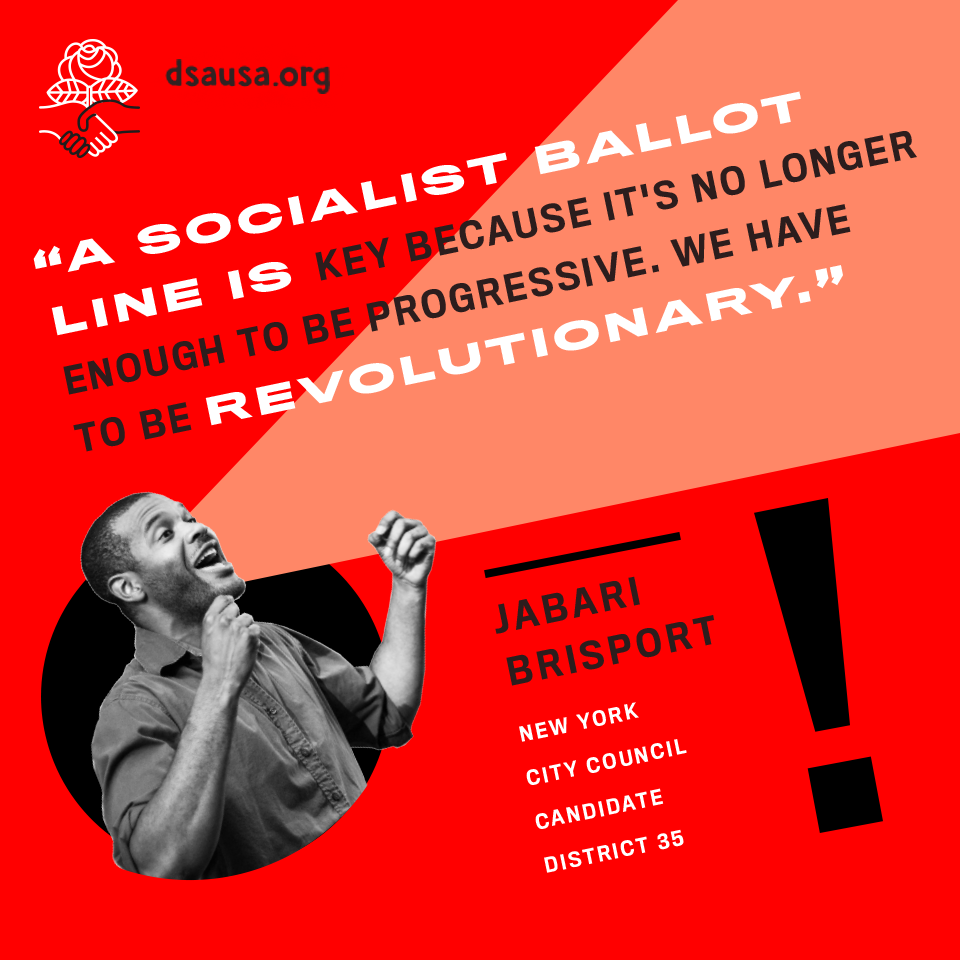 dsausa.org
“A SOCIALIST BALLOT
LINE IS KEY BECAUSE IT'S NO LONGER
ENOUGH TO BE PROGRESSIVE. WE HAVE
TO BE REVOLUTIONARY.”
JABARI
BRISPORT
NEW YORK
CITY COUNCIL
CANDIDATE
DISTRICT 35
!